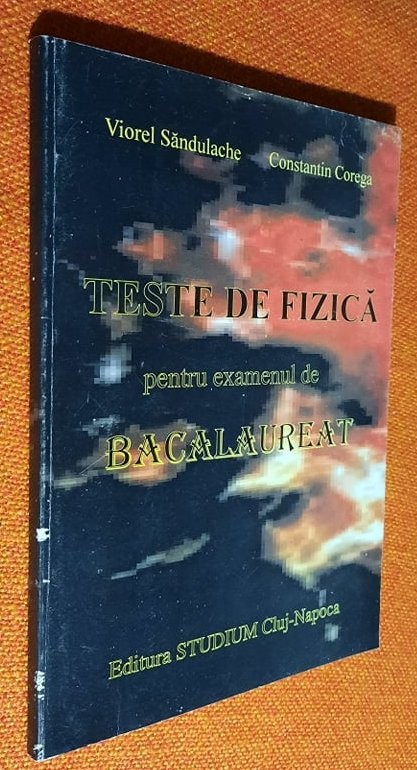 Viorel Săndulache Constantin Corega
TESTE DE FIZICĂ
pentru examenul de
BACALAUREAT
Editura STUDIUM Cluj-Napoca